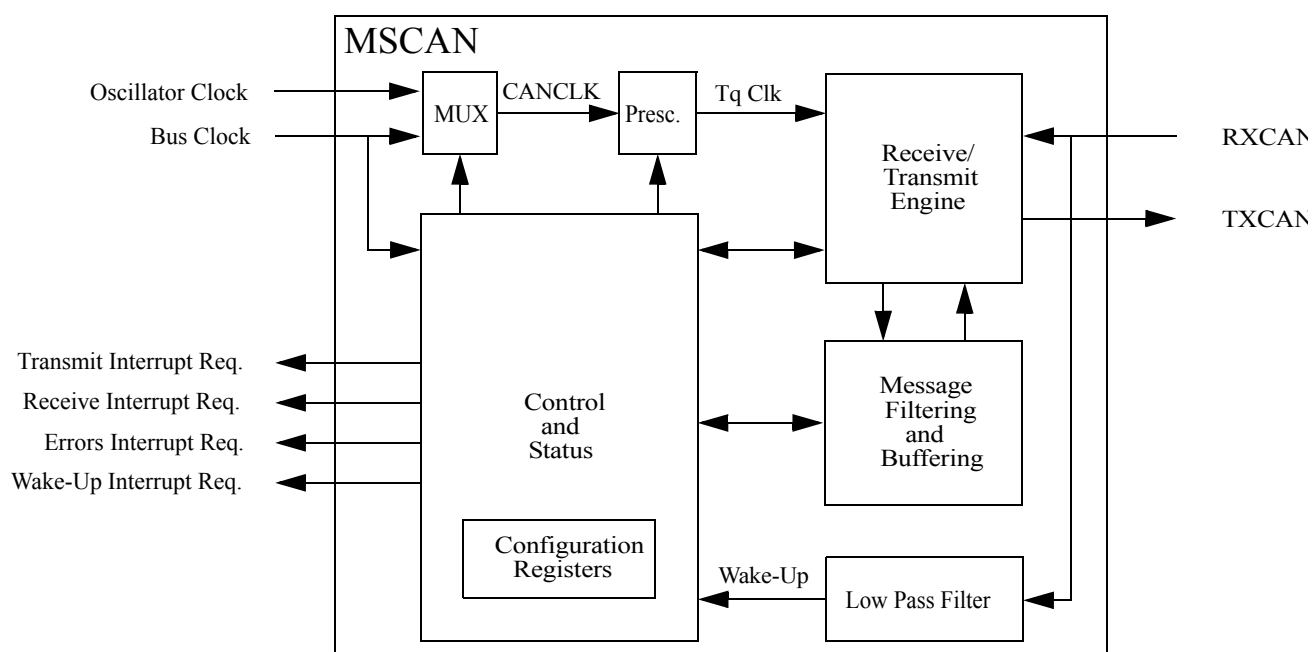 MSCAN
Oscillator Clock
Bus Clock
MUX
CANCLK
Presc.
Tq Clk
Receive/
Transmit
Engine
RXCAN
TXCAN
Transmit Interrupt Req.
Receive Interrupt Req.
Errors Interrupt Req.
Wake-Up Interrupt Req.
Control
and
Status
Message
Filtering
and
Buffering
Configuration
Registers
Wake-Up
Low Pass Filter